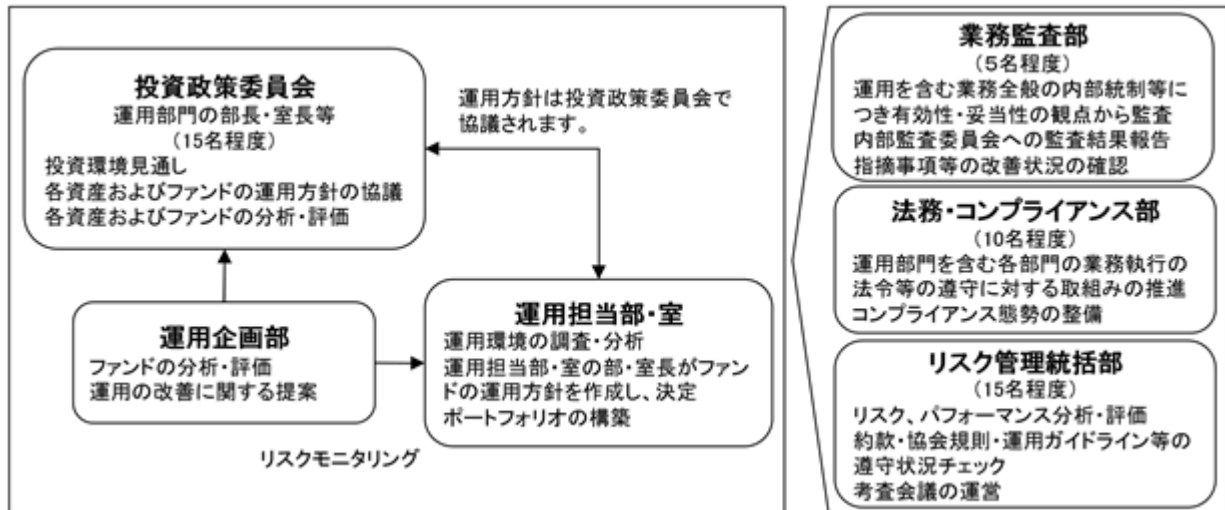 投資政策委員会
運用部門の部長・室長等
(15名程度)
投資環境見通し
各資産およびファンドの運用方針の協議
各資産およびファンドの分析・評価
運用方針は投資政策委員会で
協議されます。
運用企画部
ファンドの分析・評価
運用の改善に関する提案
運用担当部・室
運用環境の調査・分析
運用担当部・室の部・室長がファン
ドの運用方針を作成し、決定
ポートフォリオの構築
リスクモニタリング
業務監査部
(5名程度)
運用を含む業務全般の内部統制等に
つき有効性・妥当性の観点から監査
内部監査委員会への監査結果報告
指摘事項等の改善状況の確認
法務・コンプライアンス部
(10名程度)
運用部門を含む各部門の業務執行の
法令等の遵守に対する取組みの推進
コンプライアンス態勢の整備
リスク管理統括部
(15名程度)
リスク、パフォーマンス分析・評価
約款・協会規則・運用ガイドライン等の
遵守状況チェック
考査会議の運営